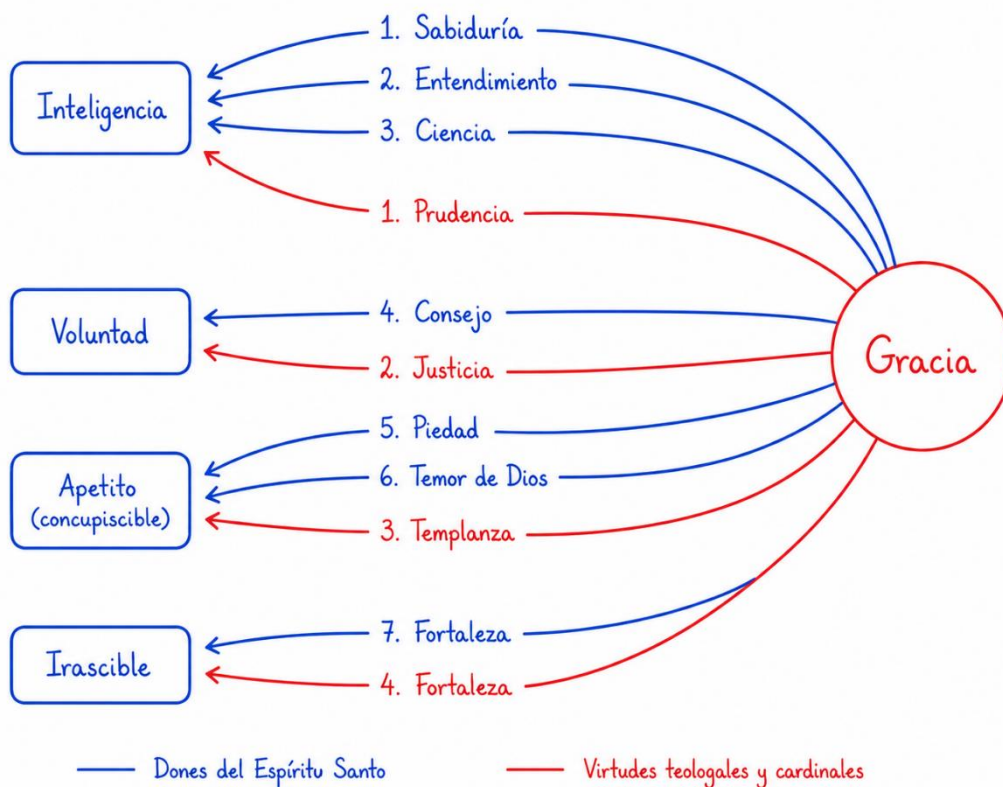 1. Sabiduría
Inteligencia
2. Entendimiento
3. Ciencia
1. Prudencia
Voluntad
4. Consejo
2. Justicia
Gracia
5. Piedad
Apetito
(concupiscible)
6. Temor de Dios
3. Templanza
Irascible
7. Fortaleza
4. Fortaleza
Dones del Espíritu Santo
Virtudes teologales y cardinales